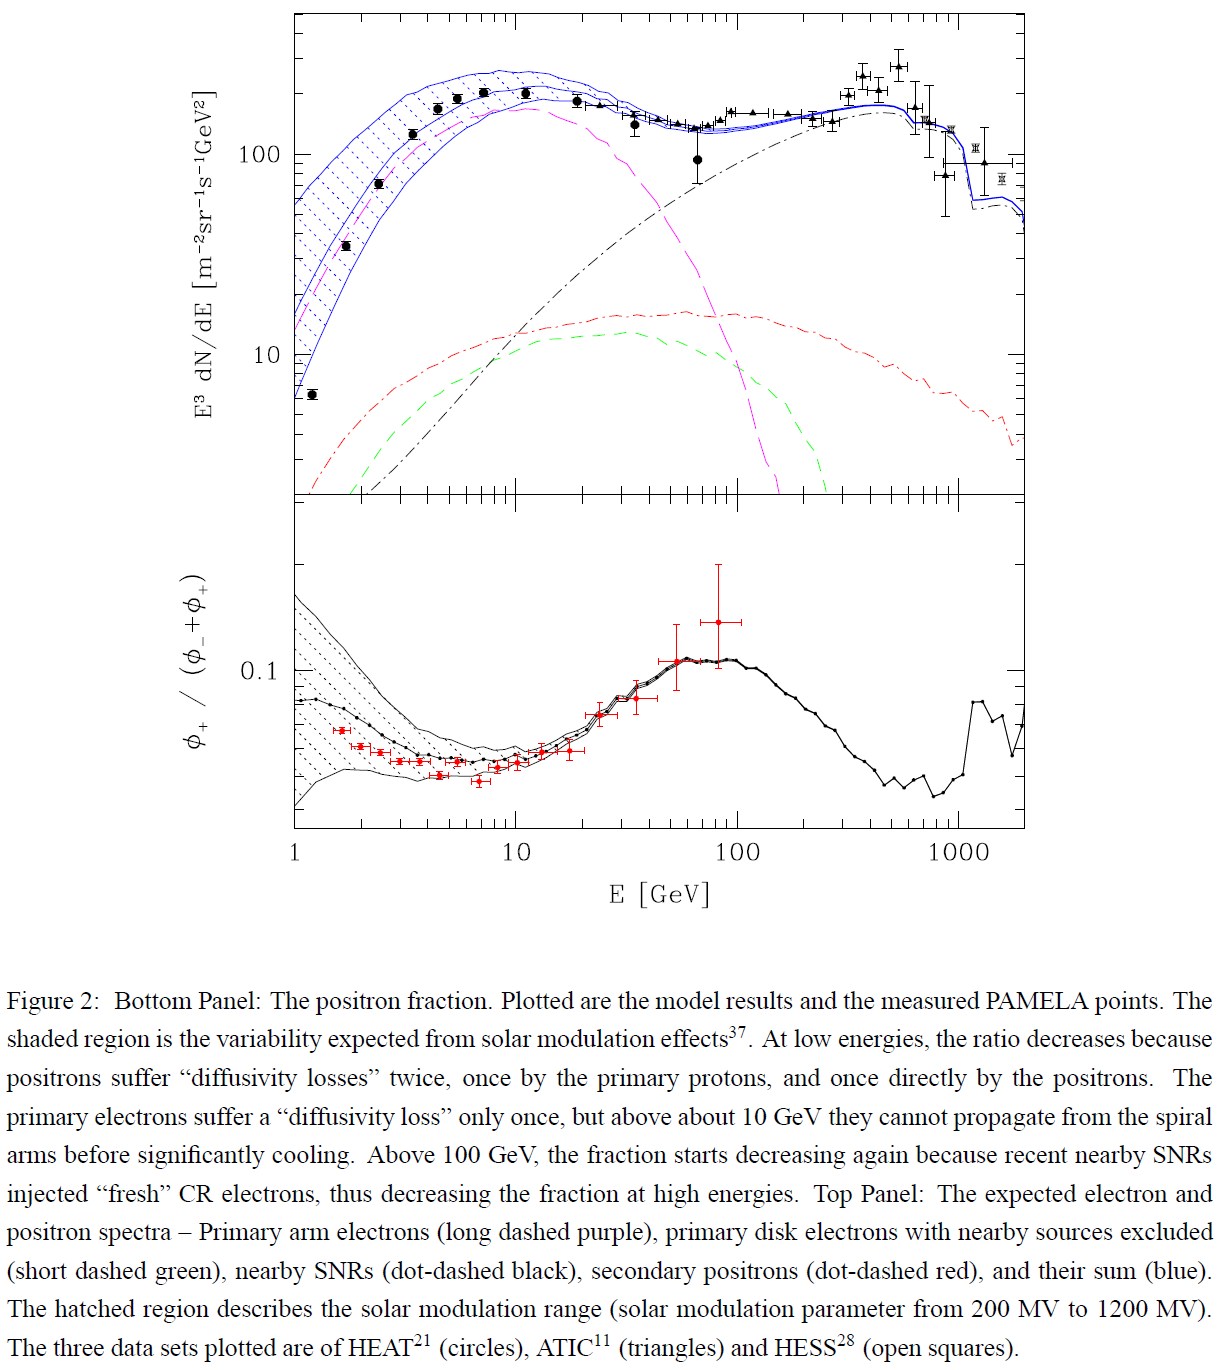 E³ dN/dE [m⁻²sr⁻¹s⁻¹GeV²]
100
10
ϕ₊ / (ϕ₋+ϕ₊)
0.1
1 10 100 1000
E [GeV]
Figure 2: Bottom Panel: The positron fraction. Plotted are the model results and the measured PAMELA points. The
shaded region is the variability expected from solar modulation effects³⁷. At low energies, the ratio decreases because
positrons suffer “diffusivity losses” twice, once by the primary protons, and once directly by the positrons. The
primary electrons suffer a “diffusivity loss” only once, but above about 10 GeV they cannot propagate from the spiral
arms before significantly cooling. Above 100 GeV, the fraction starts decreasing again because recent nearby SNRs
injected “fresh” CR electrons, thus decreasing the fraction at high energies. Top Panel: The expected electron and
positron spectra – Primary arm electrons (long dashed purple), primary disk electrons with nearby sources excluded
(short dashed green), nearby SNRs (dot-dashed black), secondary positrons (dot-dashed red), and their sum (blue).
The hatched region describes the solar modulation range (solar modulation parameter from 200 MV to 1200 MV).
The three data sets plotted are of HEAT²¹ (circles), ATIC¹¹ (triangles) and HESS²⁸ (open squares).